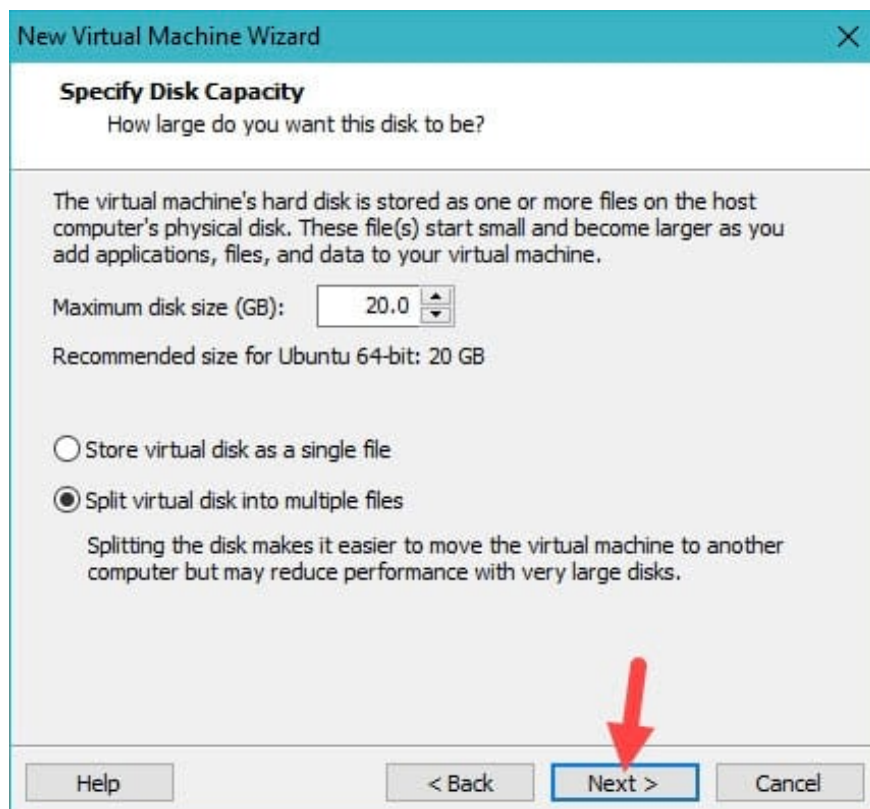 New Virtual Machine Wizard
Specify Disk Capacity
How large do you want this disk to be?
The virtual machine's hard disk is stored as one or more files on the host
computer's physical disk. These file(s) start small and become larger as you
add applications, files, and data to your virtual machine.
Maximum disk size (GB): 20.0
Recommended size for Ubuntu 64-bit: 20 GB
Store virtual disk as a single file
Split virtual disk into multiple files
Splitting the disk makes it easier to move the virtual machine to another
computer but may reduce performance with very large disks.
Help < Back Next > Cancel